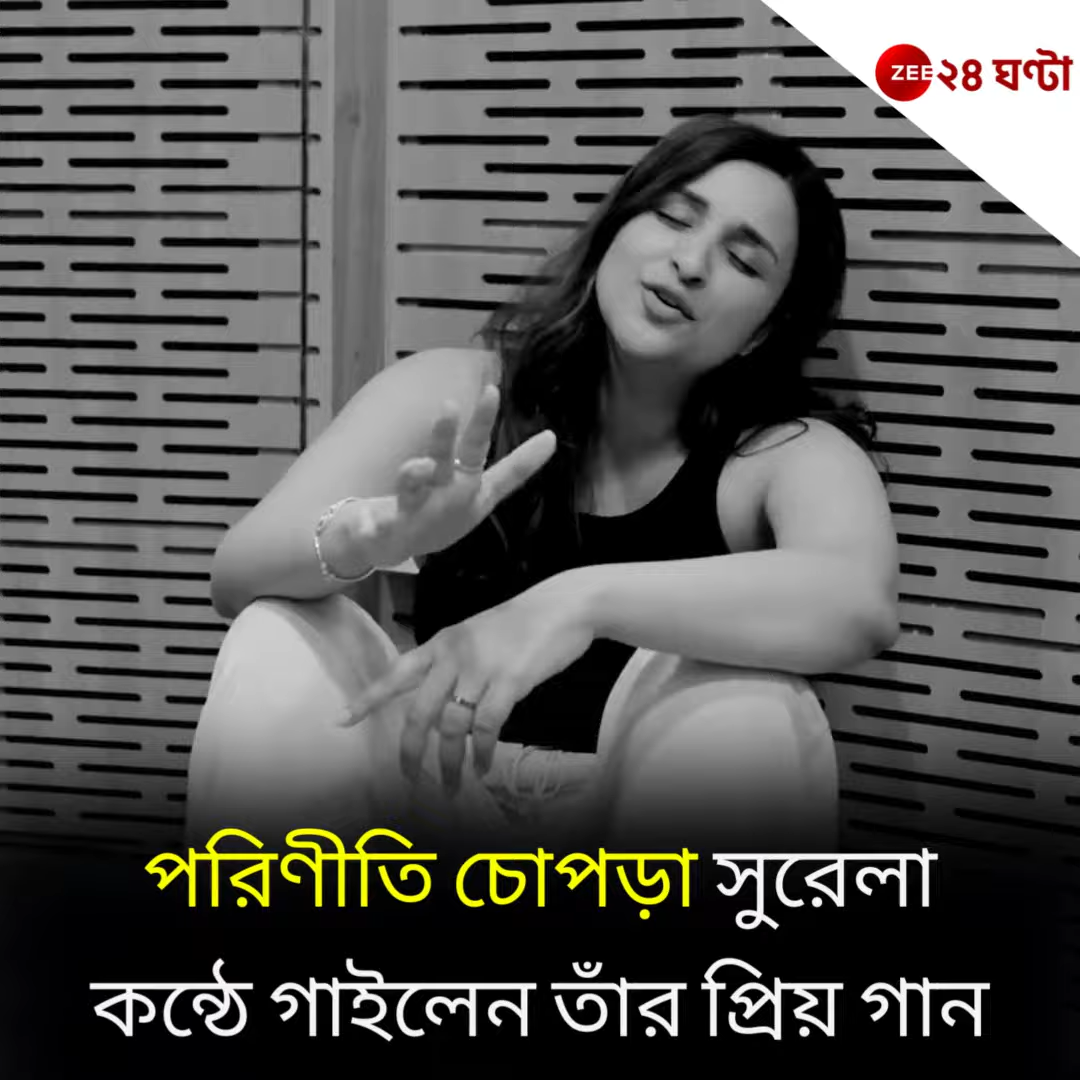 ZEE ২৪ ঘণ্টা
পরিণীতি চোপড়া সুরেলা
কন্ঠে গাইলেন তাঁর প্রিয় গান